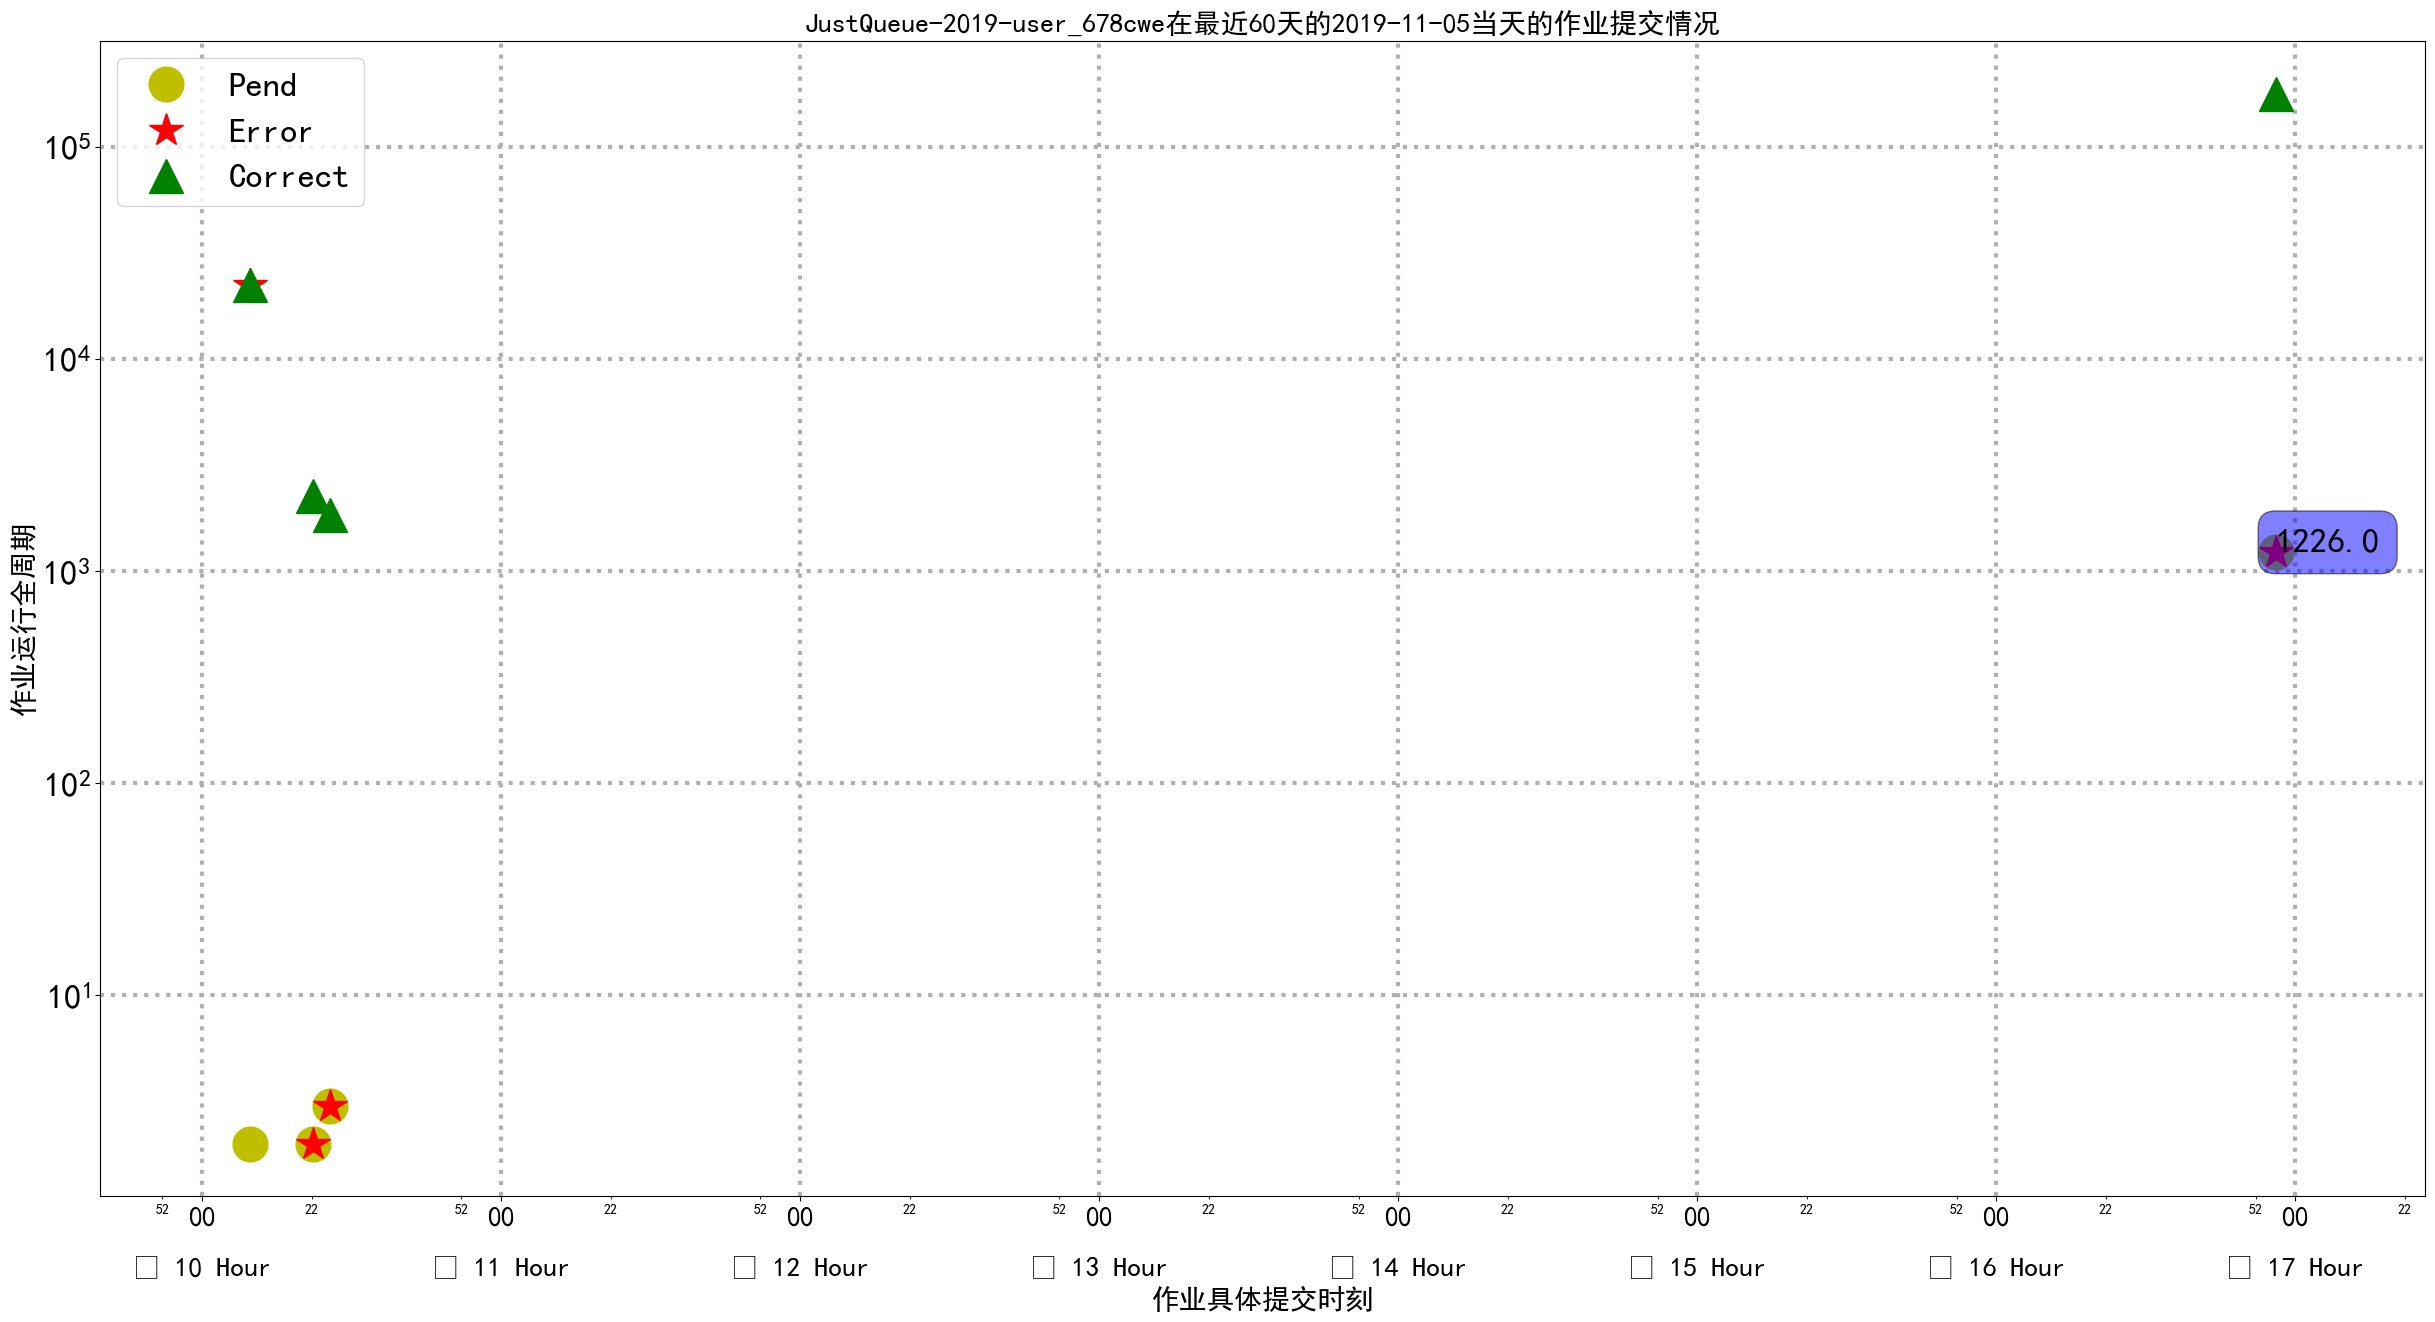 JustQueue-2019-user_678cwe在最近60天的2019-11-05当天的作业提交情况
Pend
Error
Correct
10⁵
10⁴
10³
10²
10¹
作业运行全周期
1226.0
52 00 22 52 00 22 52 00 22 52 00 22 52 00 22 52 00 22 52 00 22 52 00 22
□ 10 Hour □ 11 Hour □ 12 Hour □ 13 Hour □ 14 Hour □ 15 Hour □ 16 Hour □ 17 Hour
作业具体提交时刻